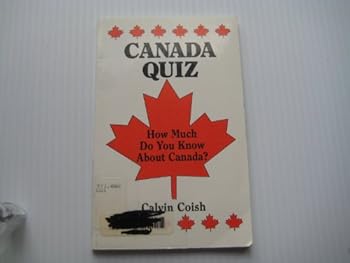 CANADA
QUIZ
How Much
Do You Know
About Canada?
Calvin Coish